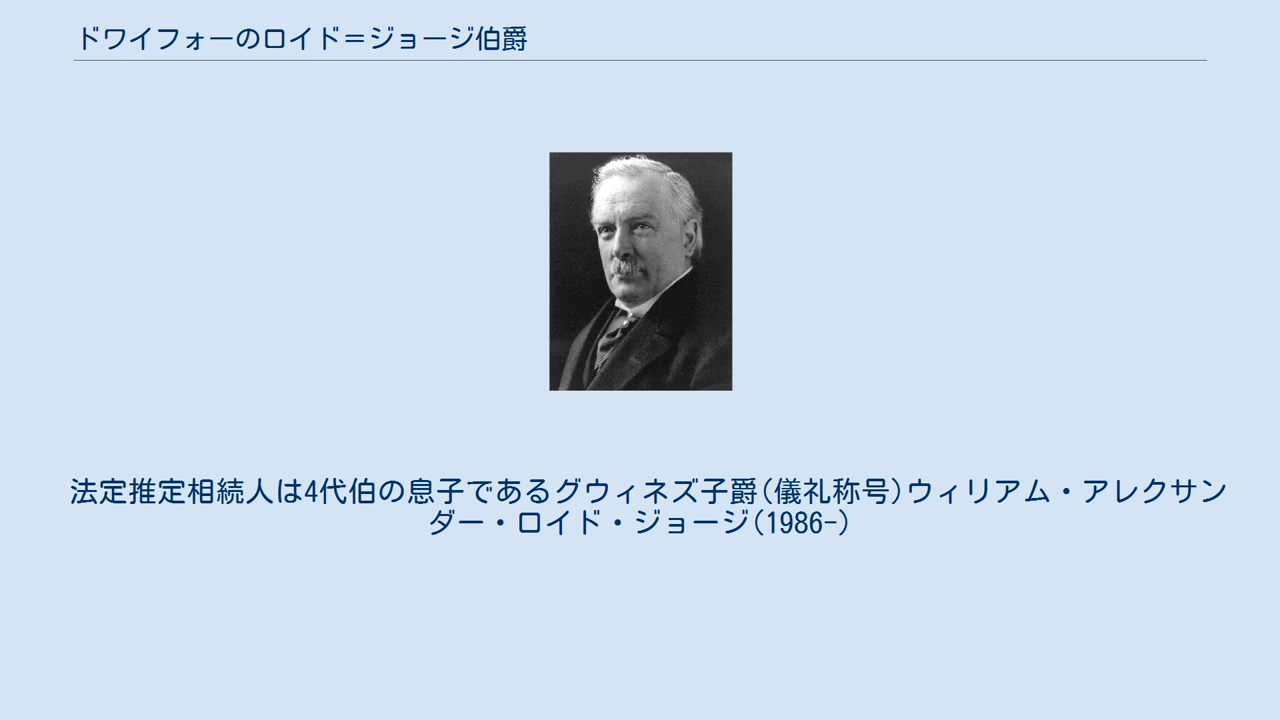 ドワイフォーのロイド＝ジョージ伯爵
法定推定相続人は4代伯の息子であるグウィネズ子爵(儀礼称号)ウィリアム・アレクサン
ダー・ロイド・ジョージ(1986-)